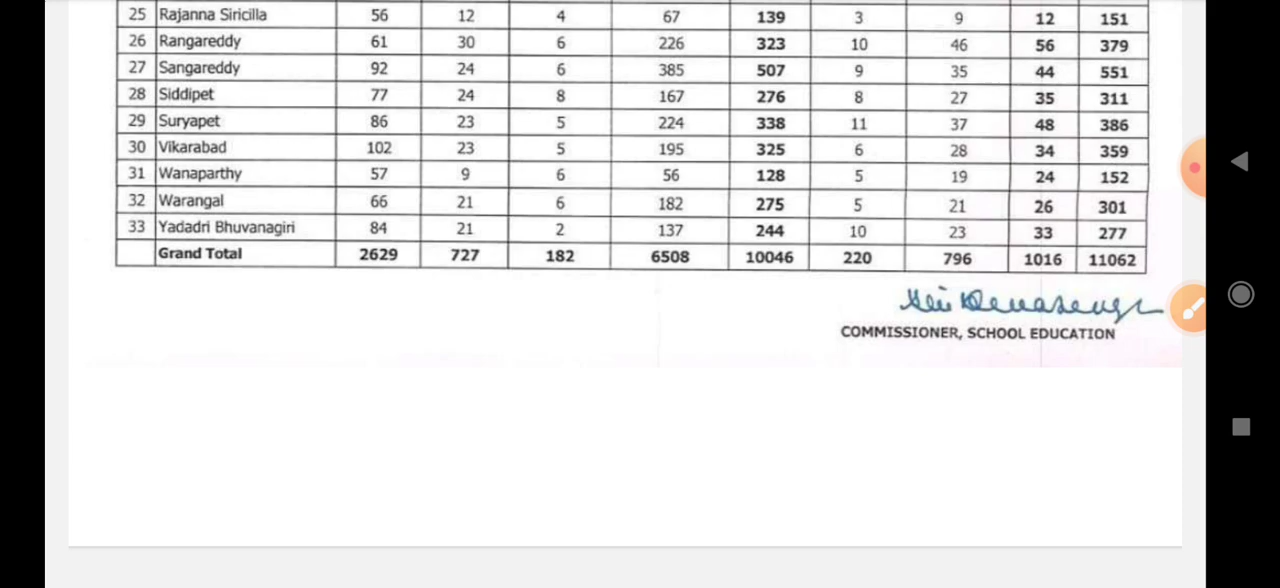 25 Rajanna Siricilla 56 12 4 67 139 3 9 12 151
26 Rangareddy 61 30 6 226 323 10 46 56 379
27 Sangareddy 92 24 6 385 507 9 35 44 551
28 Siddipet 77 24 8 167 276 8 27 35 311
29 Suryapet 86 23 5 224 338 11 37 48 386
30 Vikarabad 102 23 5 195 325 6 28 34 359
31 Wanaparthy 57 9 6 56 128 5 19 24 152
32 Warangal 66 21 6 182 275 5 21 26 301
33 Yadadri Bhuvanagiri 84 21 2 137 244 10 23 33 277
Grand Total 2629 727 182 6508 10046 220 796 1016 11062
COMMISSIONER, SCHOOL EDUCATION